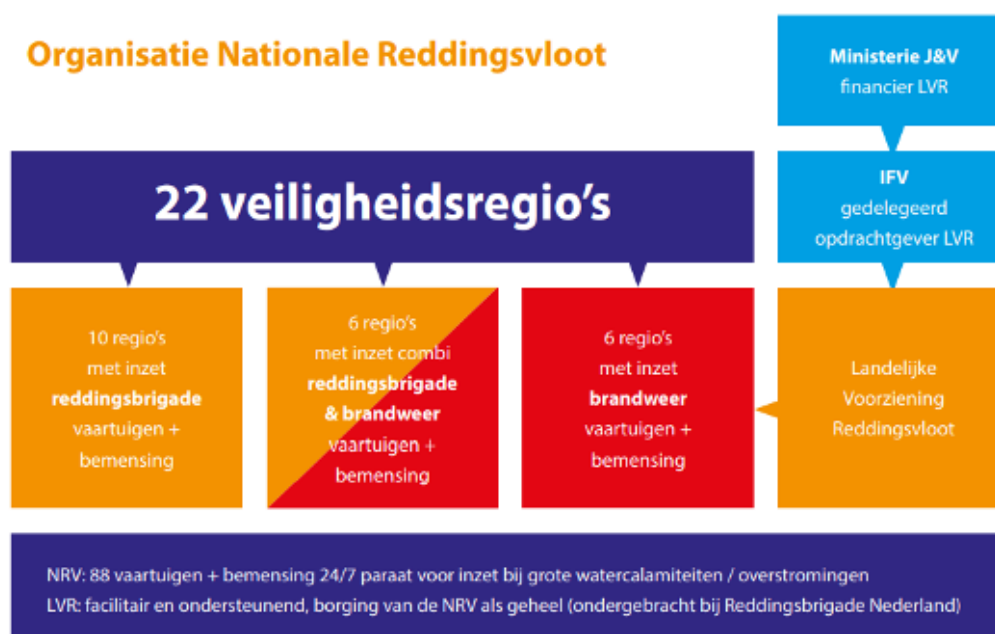 Organisatie Nationale Reddingsvloot
Ministerie J&V
financier LVR
22 veiligheidsregio's
IFV
gedelegeerd
opdrachtgever LVR
10 regio's
met inzet
reddingsbrigade
vaartuigen +
bemensing
6 regio's
met inzet combi
reddingsbrigade
& brandweer
vaartuigen +
bemensing
6 regio's
met inzet
brandweer
vaartuigen +
bemensing
Landelijke
Voorziening
Reddingsvloot
NRV: 88 vaartuigen + bemensing 24/7 paraat voor inzet bij grote watercalamiteiten / overstromingen
LVR: facilitair en ondersteunend, borging van de NRV als geheel (ondergebracht bij Reddingsbrigade Nederland)